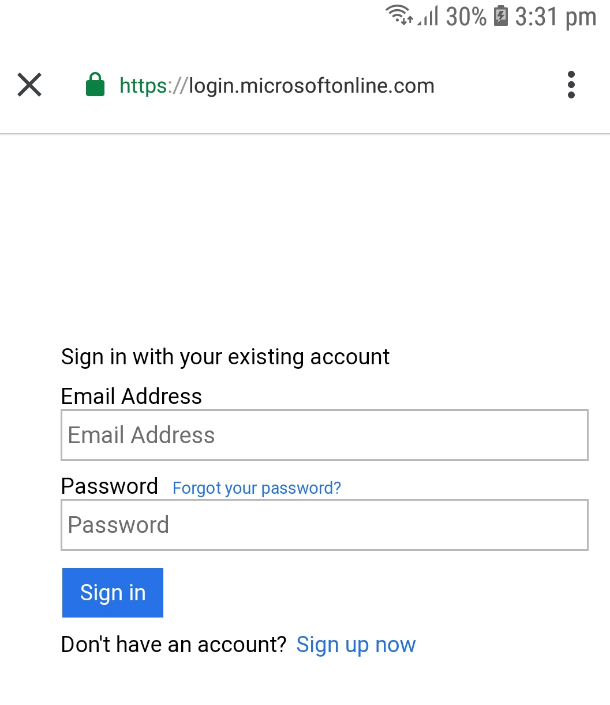 30% 3:31 pm
https://login.microsoftonline.com
Sign in with your existing account
Email Address
Email Address
Password Forgot your password?
Password
Sign in
Don't have an account? Sign up now